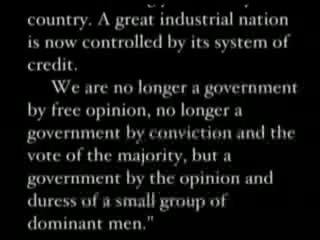 country. A great industrial nation
is now controlled by its system of
credit.
We are no longer a government
by free opinion, no longer a
government by conviction and the
vote of the majority, but a
government by the opinion and
duress of a small group of
dominant men."